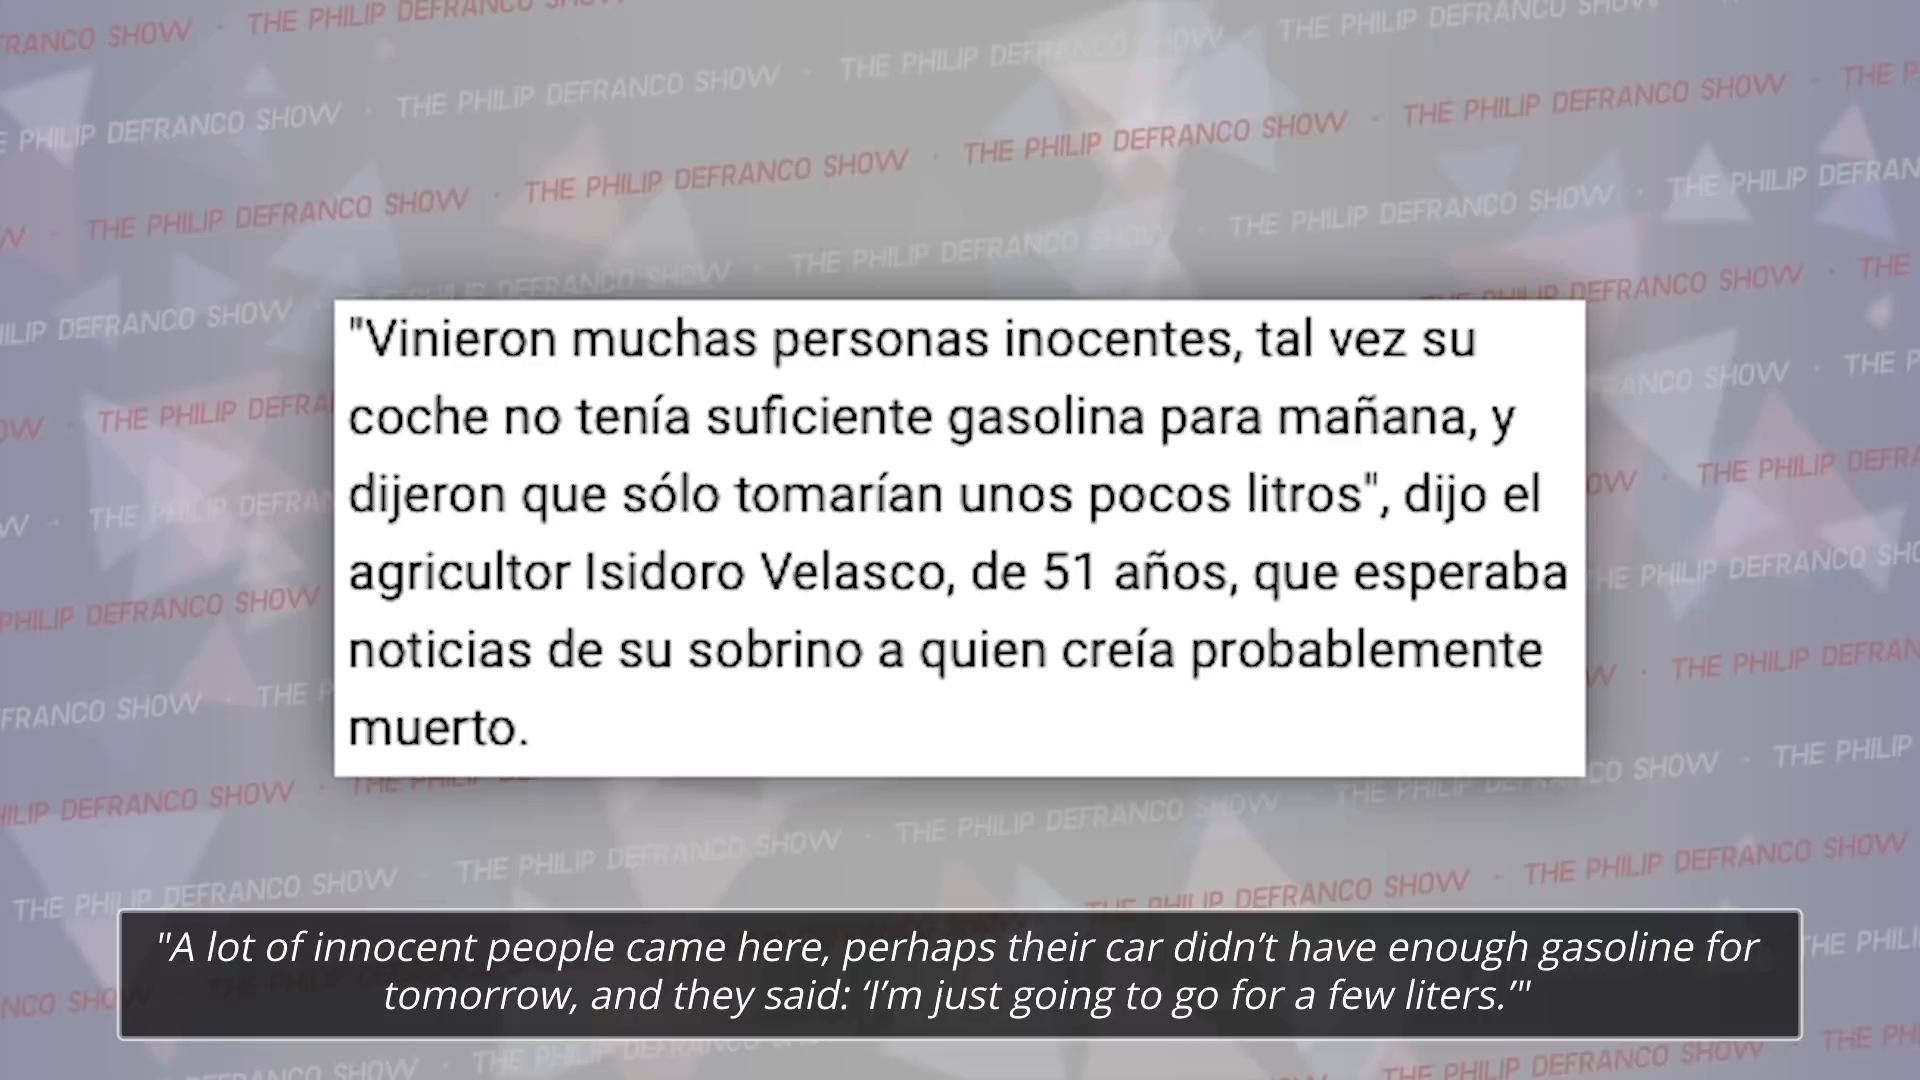 "Vinieron muchas personas inocentes, tal vez su
coche no tenía suficiente gasolina para mañana, y
dijeron que sólo tomarían unos pocos litros", dijo el
agricultor Isidoro Velasco, de 51 años, que esperaba
noticias de su sobrino a quien creía probablemente
muerto.
"A lot of innocent people came here, perhaps their car didn’t have enough gasoline for
tomorrow, and they said: ‘I’m just going to go for a few liters.’"
THE PHILIP DEFRANCO SHOW